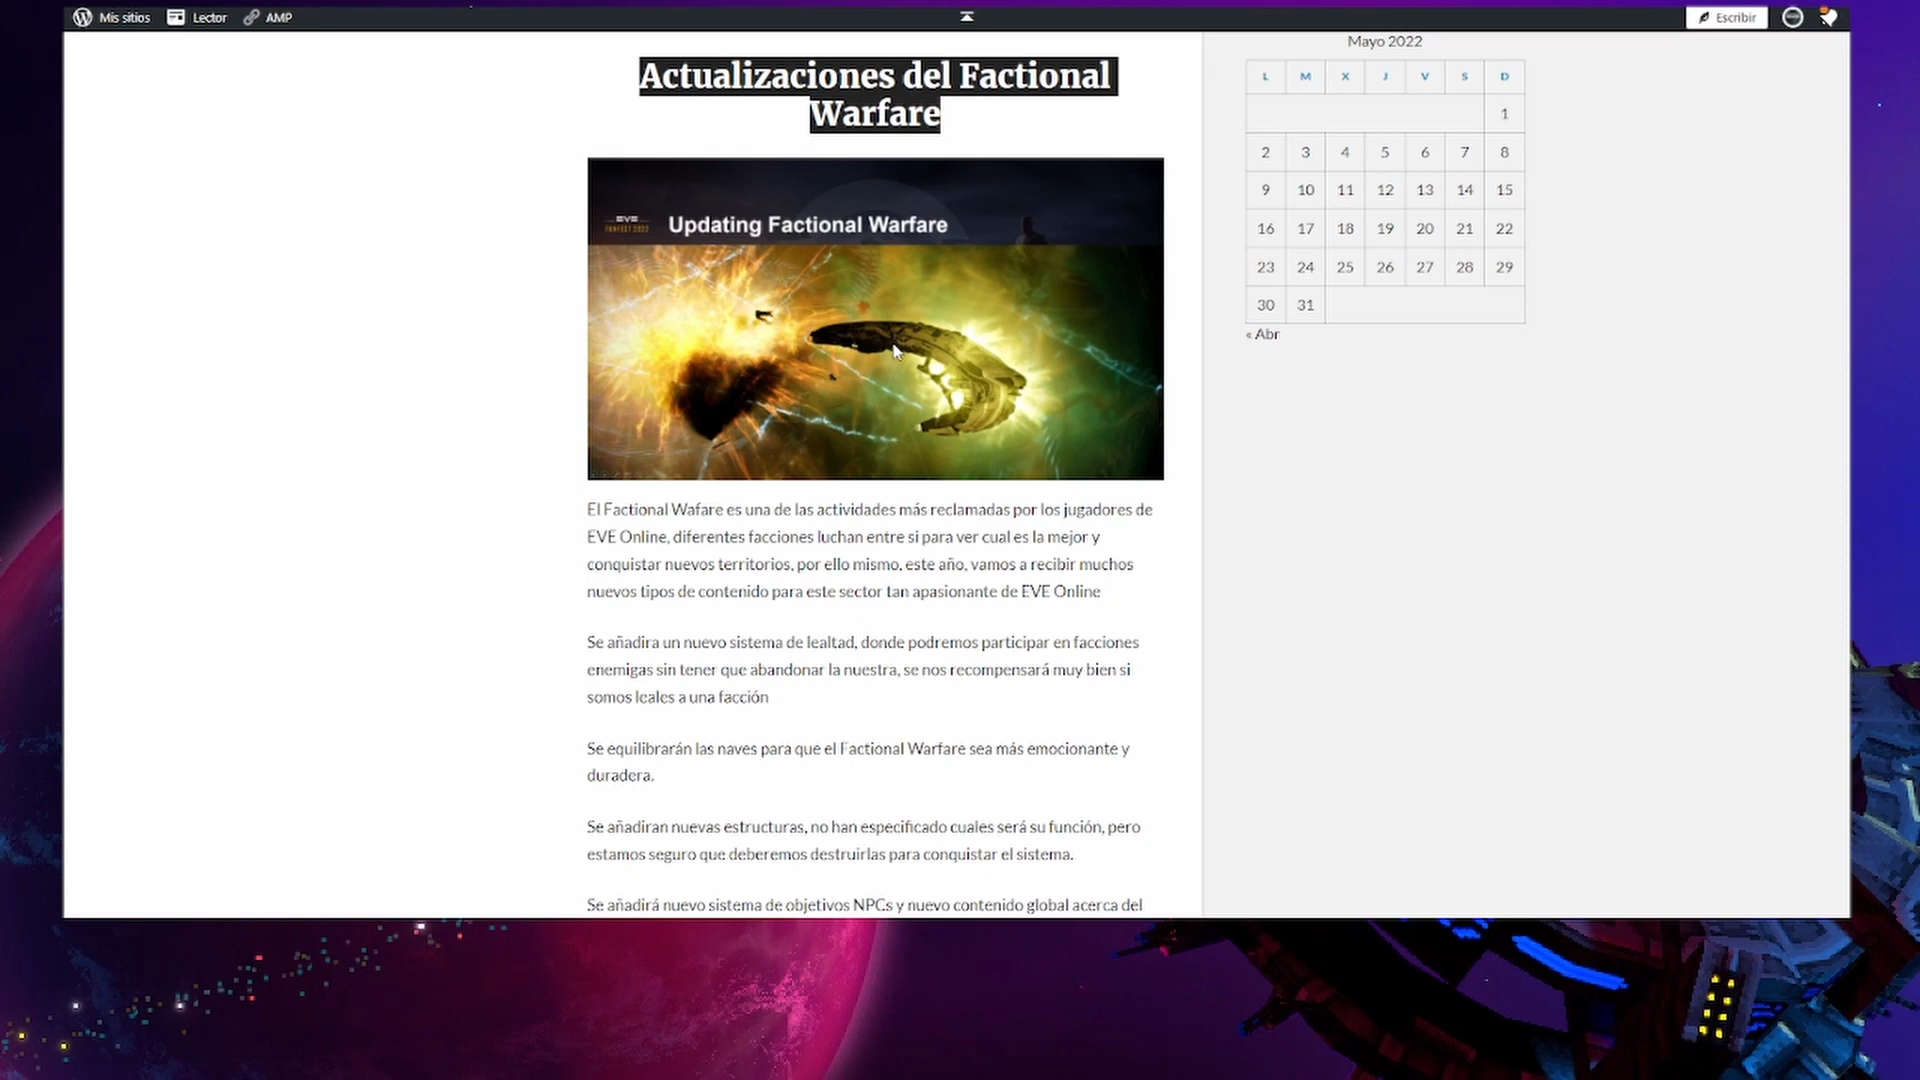 Mis sitios Lector AMP Escribir
Actualizaciones del Factional
Warfare
EVE
FANFEST 2022
Updating Factional Warfare
El Factional Wafare es una de las actividades más reclamadas por los jugadores de
EVE Online, diferentes facciones luchan entre si para ver cual es la mejor y
conquistar nuevos territorios, por ello mismo, este año, vamos a recibir muchos
nuevos tipos de contenido para este sector tan apasionante de EVE Online
Se añadira un nuevo sistema de lealtad, donde podremos participar en facciones
enemigas sin tener que abandonar la nuestra, se nos recompensará muy bien si
somos leales a una facción
Se equilibrarán las naves para que el Factional Warfare sea más emocionante y
duradera.
Se añadiran nuevas estructuras, no han especificado cuales será su función, pero
estamos seguro que deberemos destruirlas para conquistar el sistema.
Se añadirá nuevo sistema de objetivos NPCs y nuevo contenido global acerca del
Mayo 2022
L M X J V S D
1
2 3 4 5 6 7 8
9 10 11 12 13 14 15
16 17 18 19 20 21 22
23 24 25 26 27 28 29
30 31
« Abr